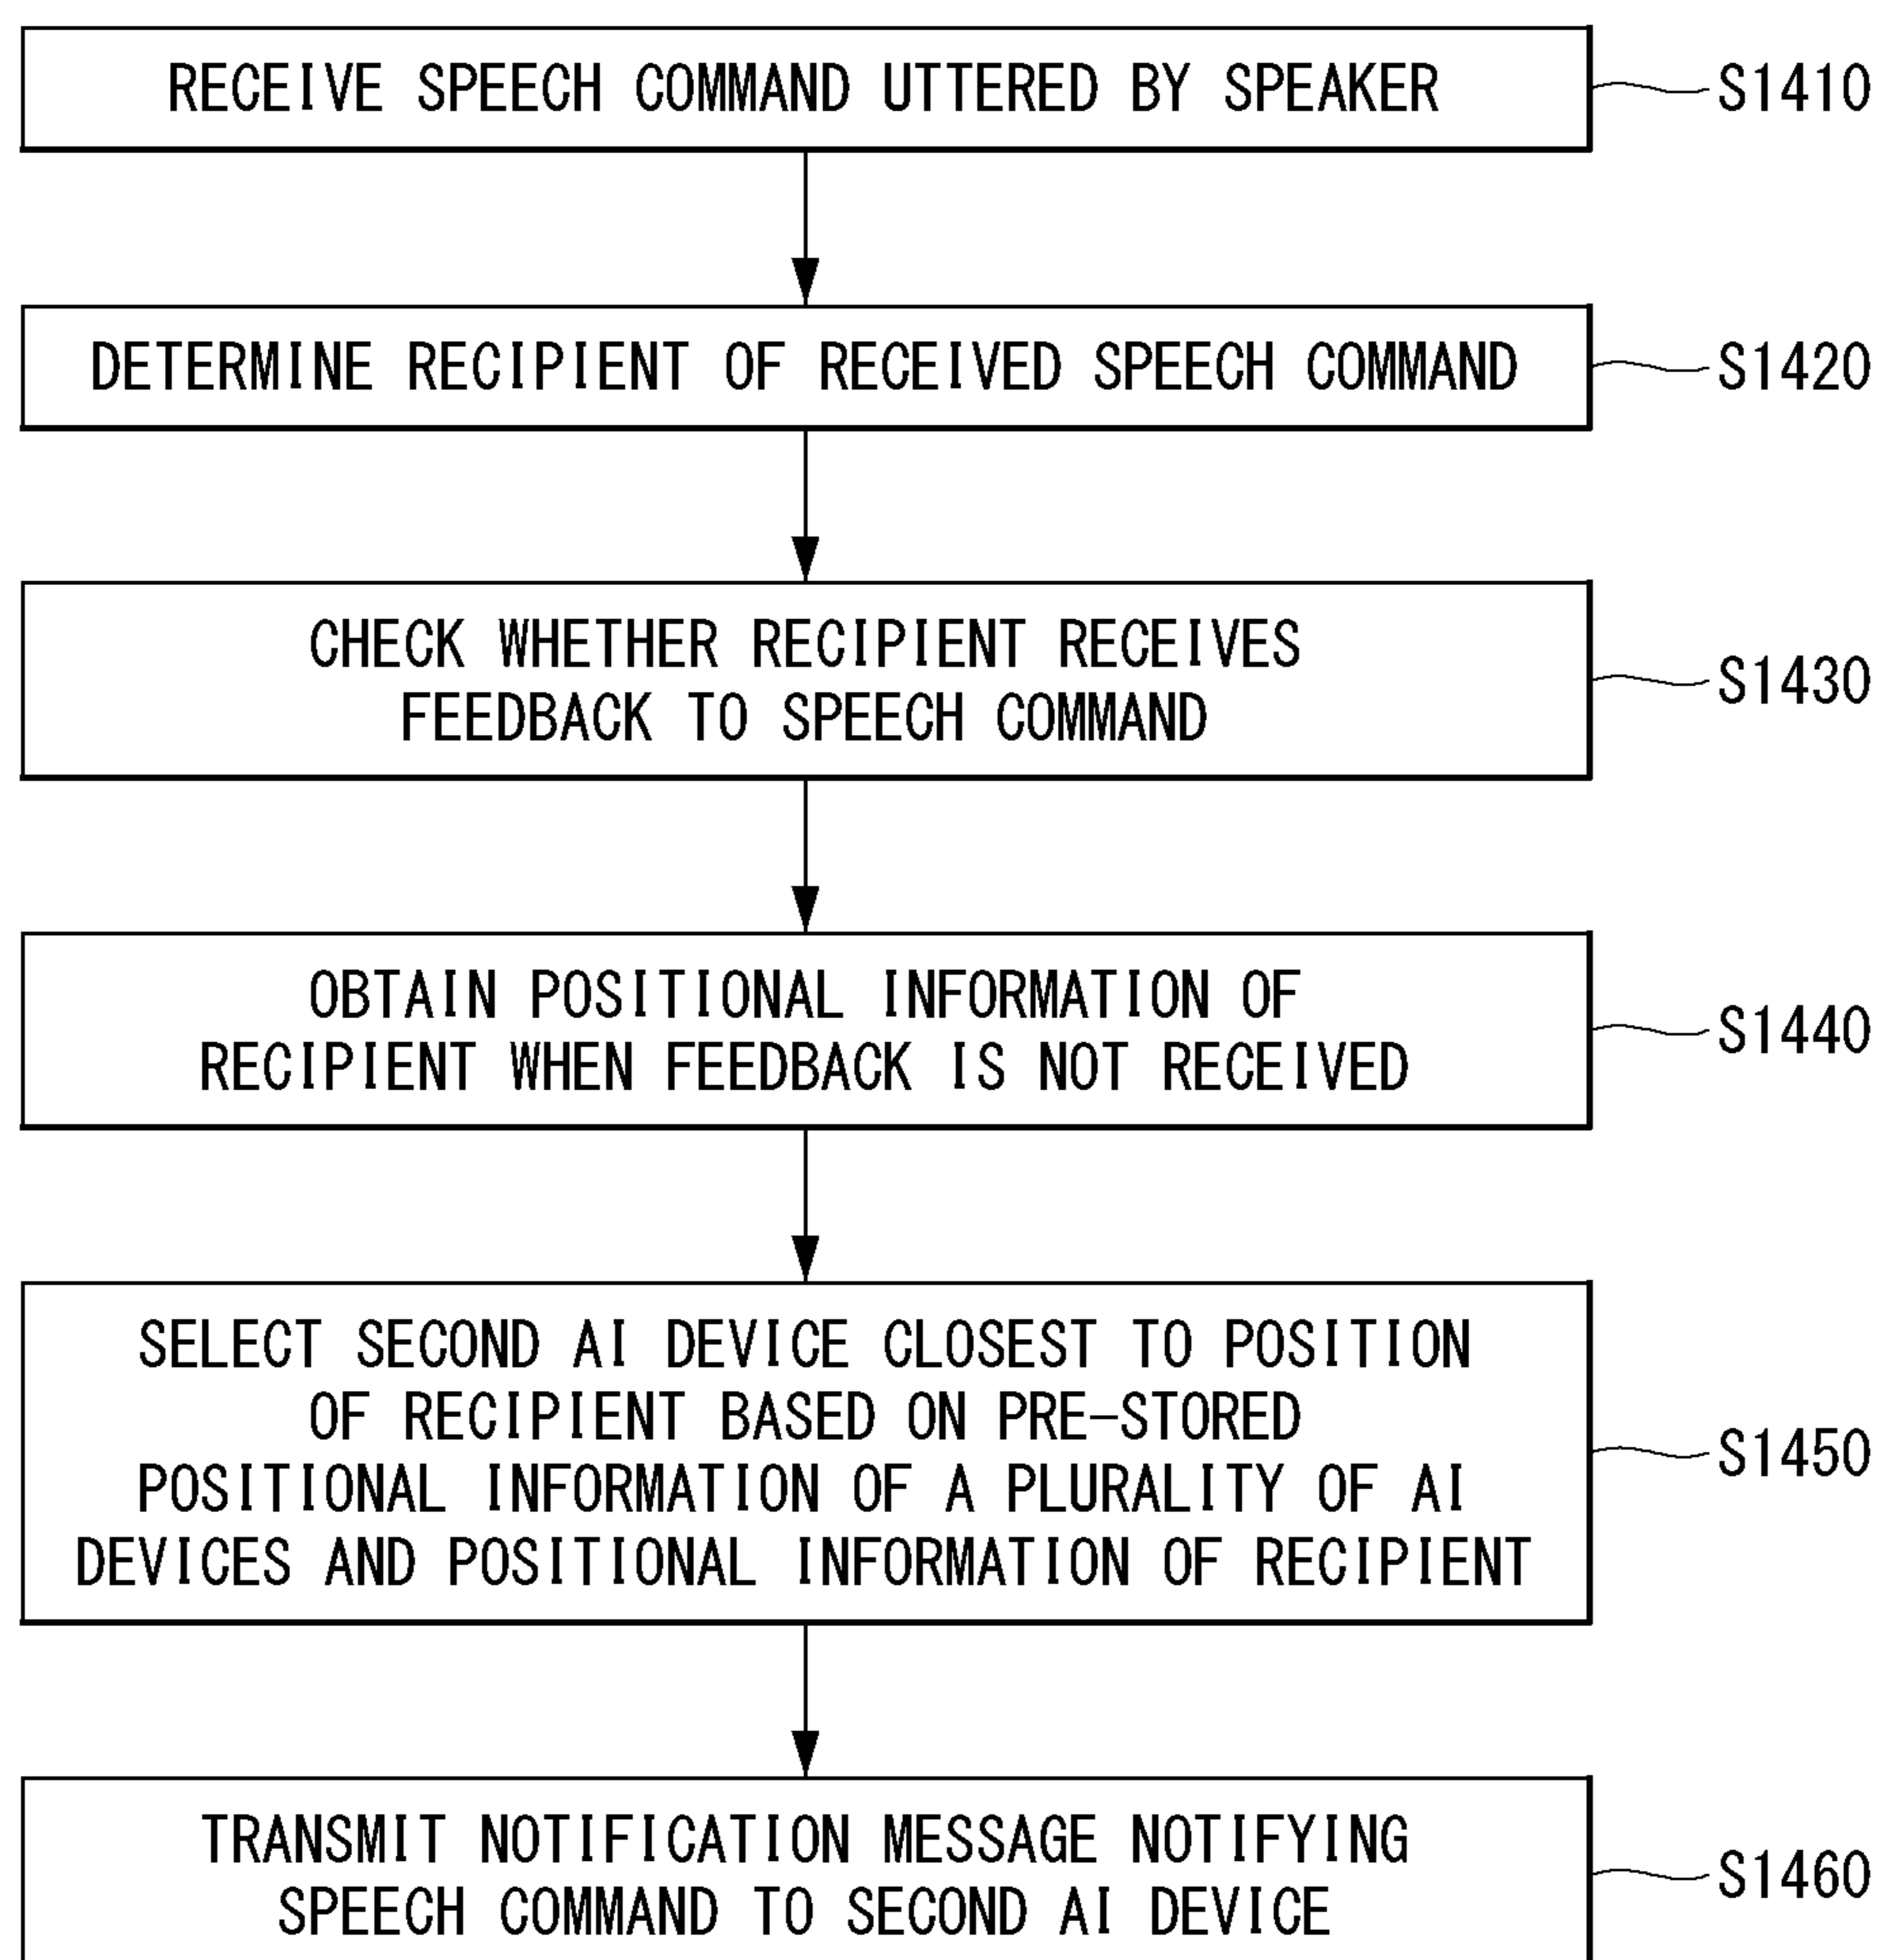 RECEIVE SPEECH COMMAND UTTERED BY SPEAKER
S1410
DETERMINE RECIPIENT OF RECEIVED SPEECH COMMAND
S1420
CHECK WHETHER RECIPIENT RECEIVES
FEEDBACK TO SPEECH COMMAND
S1430
OBTAIN POSITIONAL INFORMATION OF
RECIPIENT WHEN FEEDBACK IS NOT RECEIVED
S1440
SELECT SECOND AI DEVICE CLOSEST TO POSITION
OF RECIPIENT BASED ON PRE-STORED
POSITIONAL INFORMATION OF A PLURALITY OF AI
DEVICES AND POSITIONAL INFORMATION OF RECIPIENT
S1450
TRANSMIT NOTIFICATION MESSAGE NOTIFYING
SPEECH COMMAND TO SECOND AI DEVICE
S1460